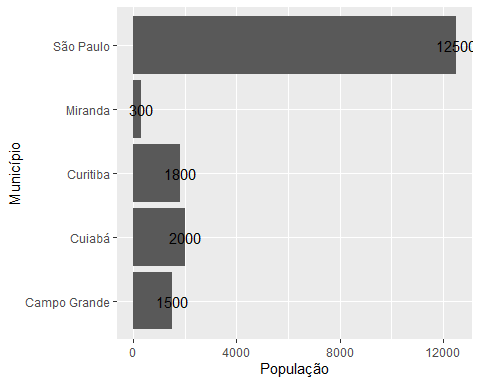 Município
São Paulo
12500
Miranda
300
Curitiba
1800
Cuiabá
2000
Campo Grande
1500
0 4000 8000 12000
População